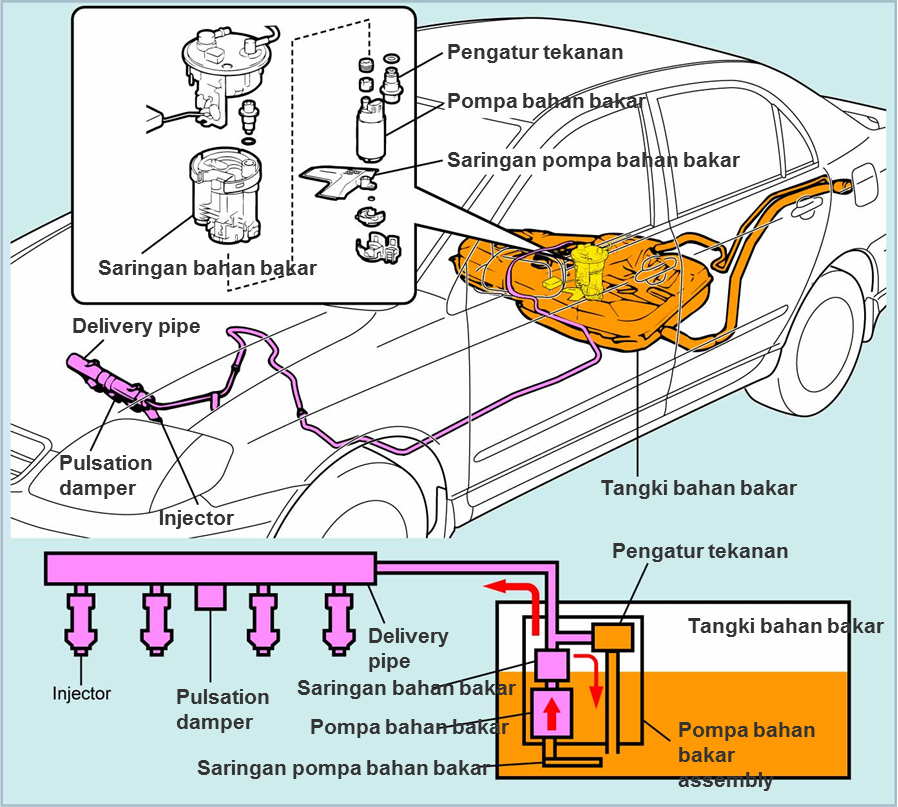 Pengatur tekanan
Pompa bahan bakar
Saringan pompa bahan bakar
Saringan bahan bakar
Delivery pipe
Pulsation
damper
Injector
Tangki bahan bakar
Pengatur tekanan
Tangki bahan bakar
Delivery
pipe
Injector
Pulsation
damper
Saringan bahan bakar
Pompa bahan bakar
Saringan pompa bahan bakar
Pompa bahan
bakar
assembly